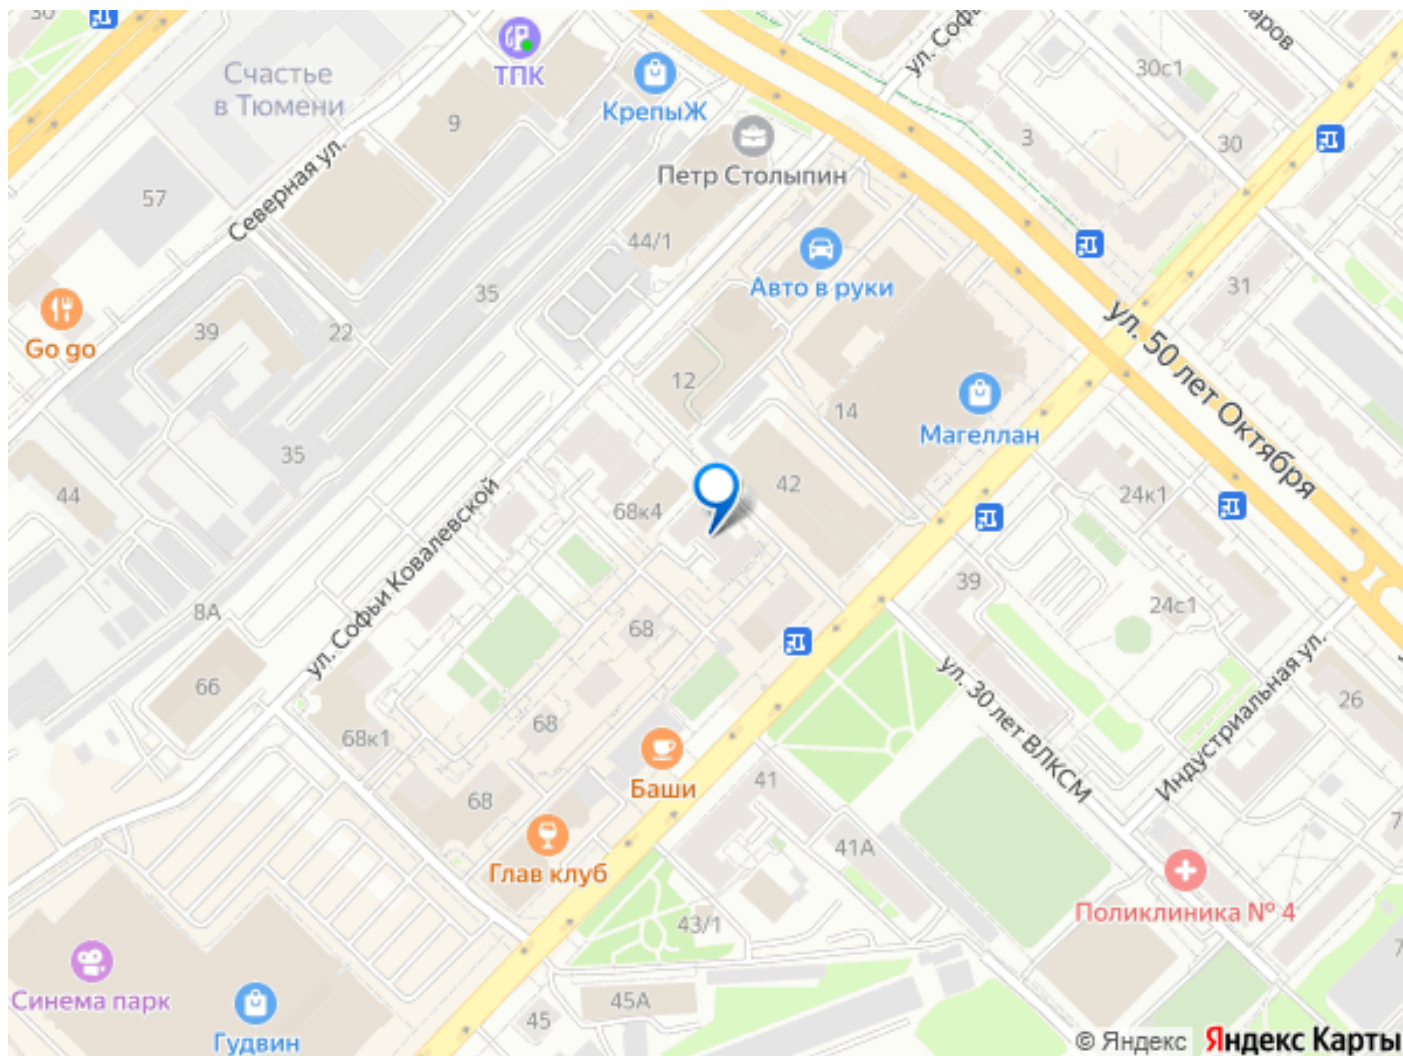 30
ТПК
КрепыЖ
ул. Софь
аров
30с1
Счастье
в Тюмени
9
3
30
Петр Столыпин
Северная ул.
57
44/1
31
Авто в руки
35
39
22
Go go
ул. 50 лет Октября
12
14
Магеллан
35
44
42
68к4
24к1
ул. Софьи Ковалевской
39
24с1
8А
68
66
ул. 30 лет ВЛКСМ
Индустриальная ул.
26
68к1
68
Баши
41
68
41А
7
Глав клуб
Поликлиника № 4
43/1
7
Синема парк
45А
45
Гудвин
© Яндекс Яндекс Карты